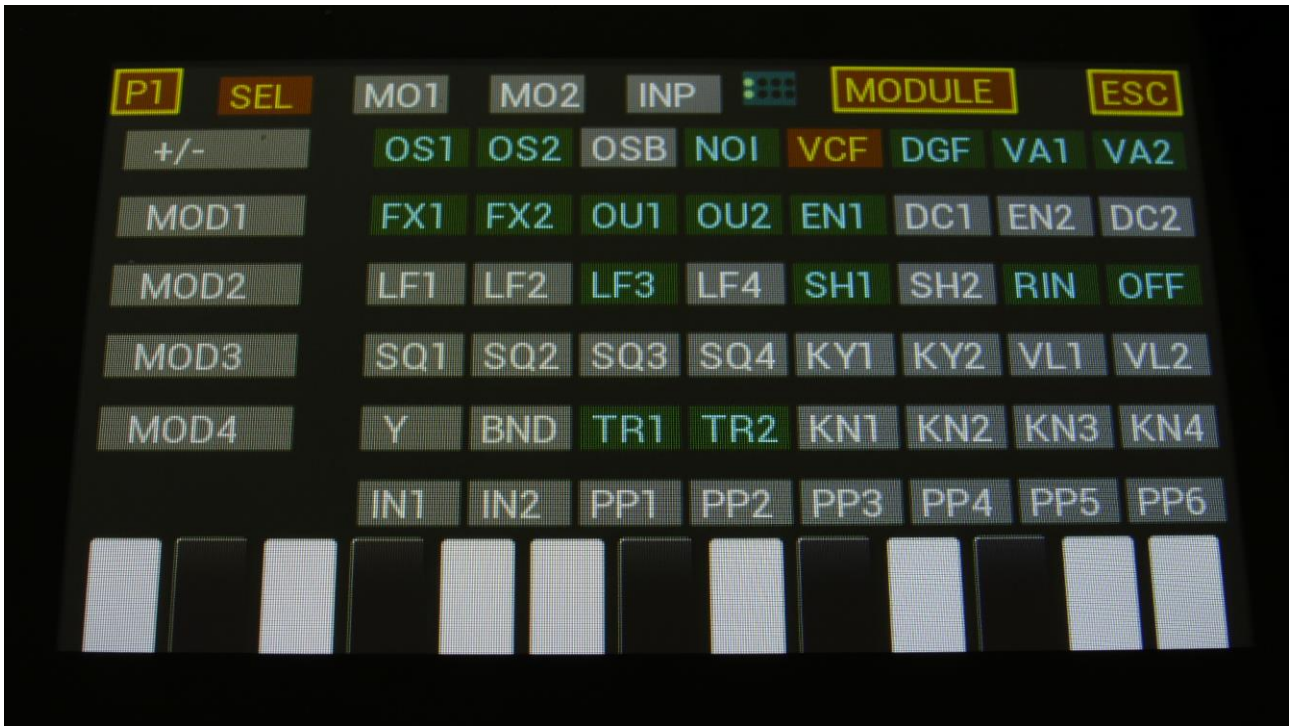 P1 SEL MO1 MO2 INP MODULE ESC
+/- OS1 OS2 OSB NOI VCF DGF VA1 VA2
MOD1 FX1 FX2 OU1 OU2 EN1 DC1 EN2 DC2
MOD2 LF1 LF2 LF3 LF4 SH1 SH2 RIN OFF
MOD3 SQ1 SQ2 SQ3 SQ4 KY1 KY2 VL1 VL2
MOD4 Y BND TR1 TR2 KN1 KN2 KN3 KN4
IN1 IN2 PP1 PP2 PP3 PP4 PP5 PP6